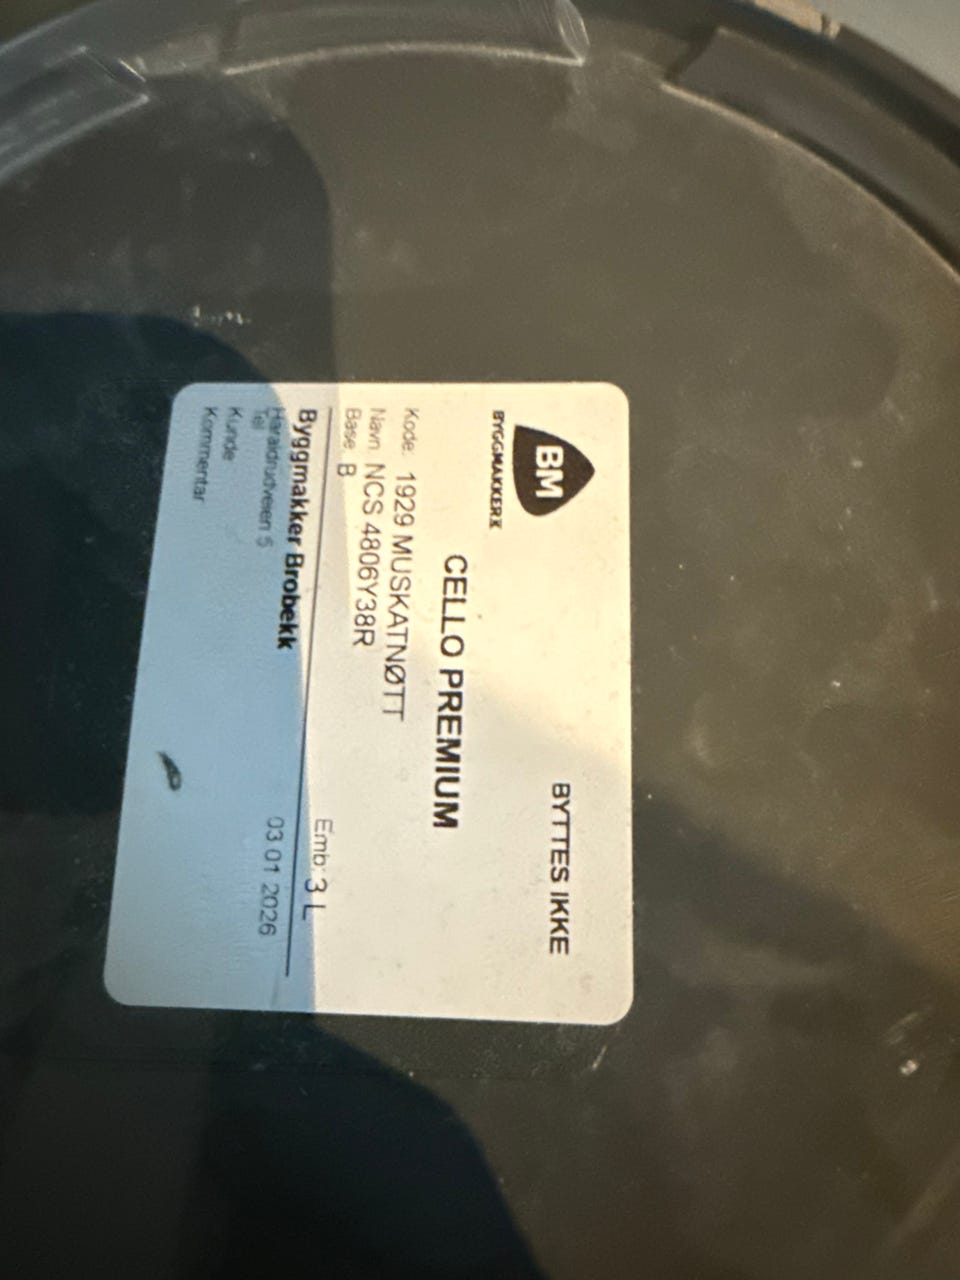 BM
BYGGMAKKER
BYTTES IKKE
CELLO PREMIUM
Kode: 1929 MUSKATNØTT
Navn NCS 4806Y38R
Base: B
Emb: 3 L
Byggmakker Brobekk
Haraldrudveien 5
03 01 2026
Tel
Kunde
Kommentar